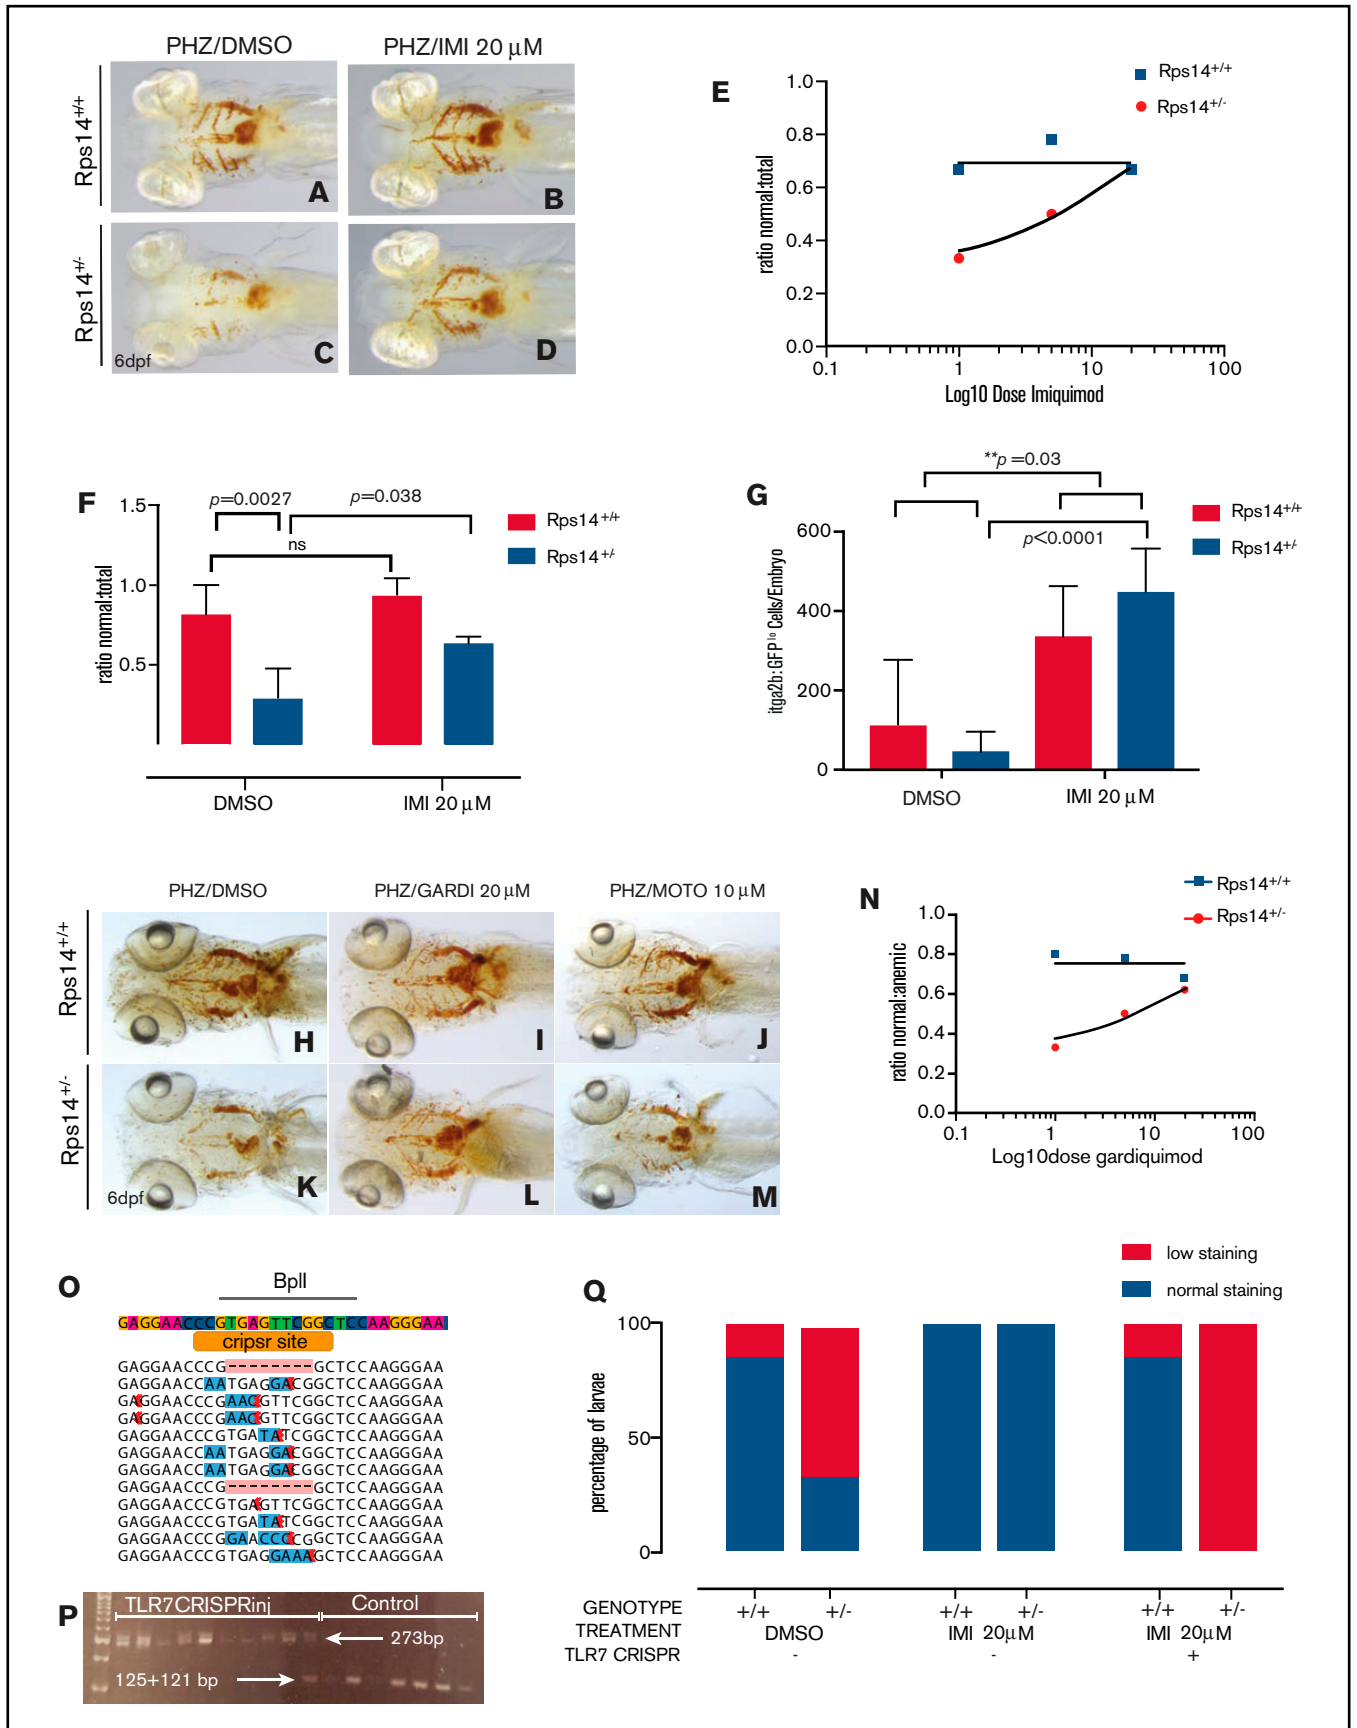 PHZ/DMSO PHZ/IMI 20 µM
Rps14+/+
A B
Rps14+/-
6dpf C D
E
Rps14+/+
Rps14+/-
ratio normal:total
1.0
0.8
0.6
0.4
0.2
0.0
0.1 1 10 100
Log10 Dose Imiquimod
F
p=0.0027 p=0.038
ns
Rps14+/+
Rps14+/-
ratio normal:total
1.5
1.0
0.5
DMSO IMI 20 µM
G
**p =0.03
p<0.0001
Rps14+/+
Rps14+/-
itga2b: GFP lo Cells/Embryo
600
400
200
0
DMSO IMI 20 µM
PHZ/DMSO PHZ/GARDI 20 µM PHZ/MOTO 10 µM
Rps14+/+
H I J
Rps14+/-
6dpf K L M
N
Rps14+/+
Rps14+/-
ratio normal:anemic
1.0
0.8
0.6
0.4
0.2
0.0
0.1 1 10 100
Log10dose gardiquimod
O
BplI
GAGGAACCCGTGAGTTCGGCTCCAAGGGAA
cripsr site
GAGGAACCCG--------GCTCCAAGGGAA
GAGGAACCAATGAGGACGGCTCCAAGGGAA
GAGGAACCCGAACGTTCGGCTCCAAGGGAA
GAGGAACCCGAACGTTCGGCTCCAAGGGAA
GAGGAACCCGTGATATCGGCTCCAAGGGAA
GAGGAACCAATGAGGACGGCTCCAAGGGAA
GAGGAACCAATGAGGACGGCTCCAAGGGAA
GAGGAACCCG--------GCTCCAAGGGAA
GAGGAACCCGTGAGTTCGGCTCCAAGGGAA
GAGGAACCCGTGATATCGGCTCCAAGGGAA
GAGGAACCCGGAACCCCGGCTCCAAGGGAA
GAGGAACCCGTGAGGAAAGCTCCAAGGGAA
P
TLR7CRISPRinj Control
273bp
125+121 bp
Q
low staining
normal staining
percentage of larvae
100
50
0
GENOTYPE +/+ +/- +/+ +/- +/+ +/-
TREATMENT DMSO IMI 20µM IMI 20µM
TLR7 CRISPR - - +